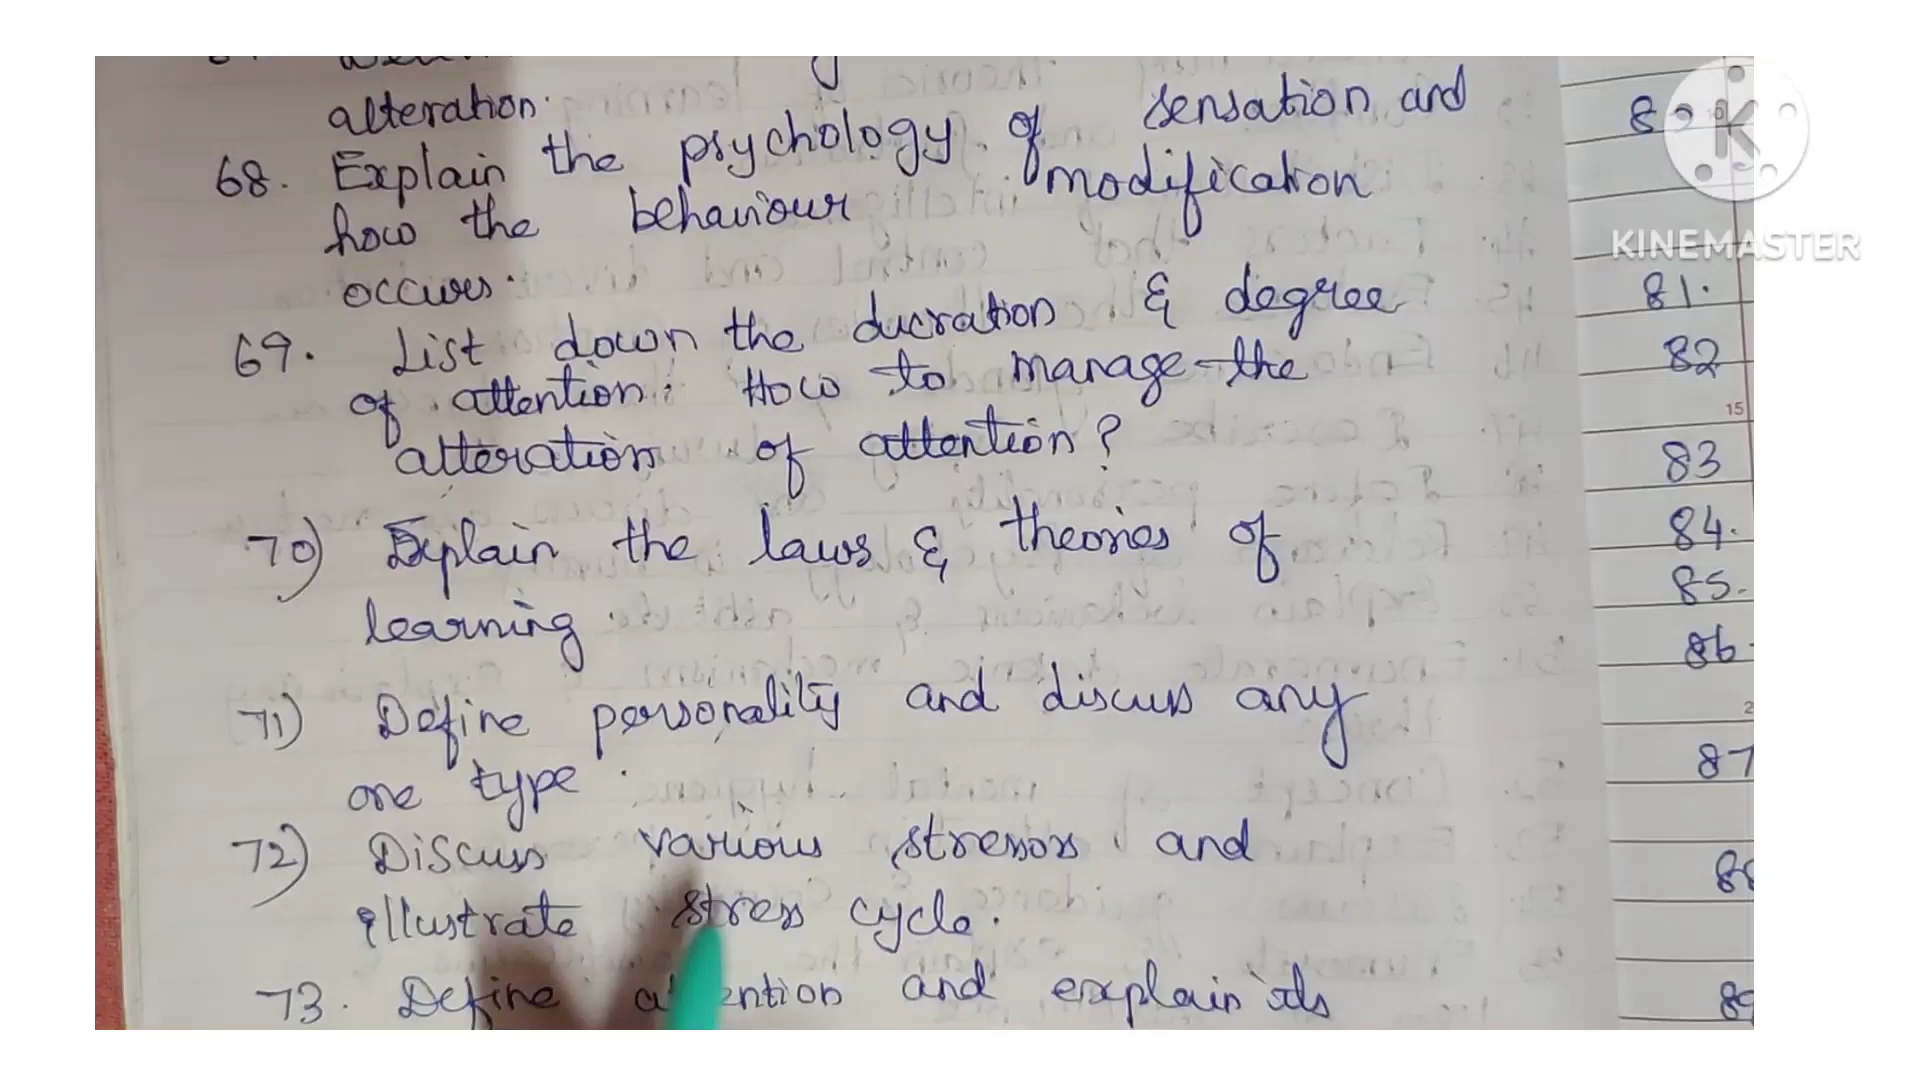 alteration.
68. Explain the psychology of sensation and
how the behaviour modification
occurs.
69. List down the ducration & degree
of attention. How to manage the
alteration of attention?
70) Explain the laws & theories of
learning.
71) Define personality and discuss any
one type.
72) Discuss various stressors and
illustrate stress cycle.
73. Define attention and explain its
81.
82
15
83
84.
85.
86.
87
K
KINEMASTER